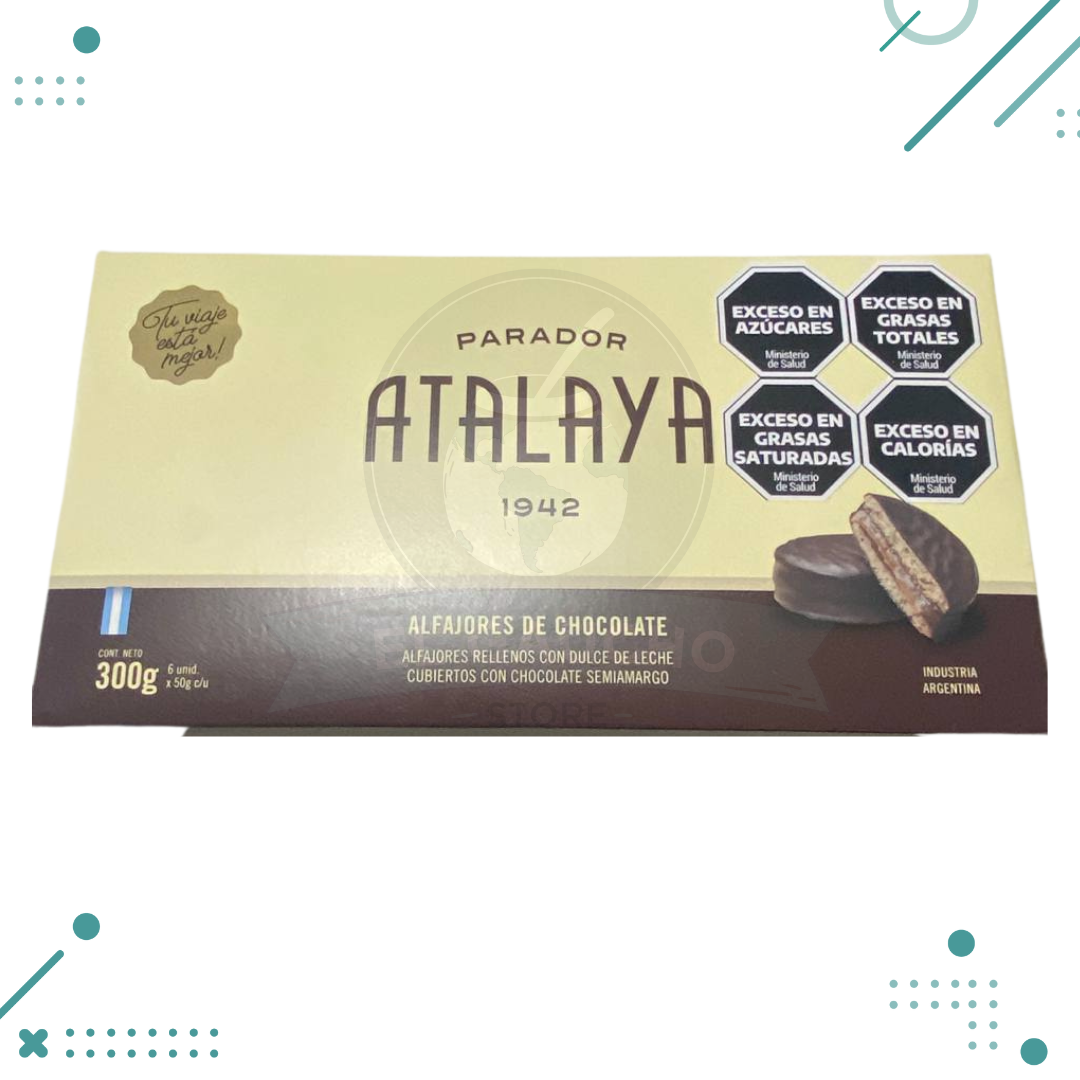 Tu viaje
está
mejor!
PARADOR
ATALAYA
1942
EXCESO EN
AZÚCARES
Ministerio
de Salud
EXCESO EN
GRASAS
TOTALES
Ministerio
de Salud
EXCESO EN
GRASAS
SATURADAS
Ministerio
de Salud
EXCESO EN
CALORÍAS
Ministerio
de Salud
CONT. NETO
300g
6 unid.
x 50g c/u
ALFAJORES DE CHOCOLATE
ALFAJORES RELLENOS CON DULCE DE LECHE
CUBIERTOS CON CHOCOLATE SEMIAMARGO
STORE
INDUSTRIA
ARGENTINA